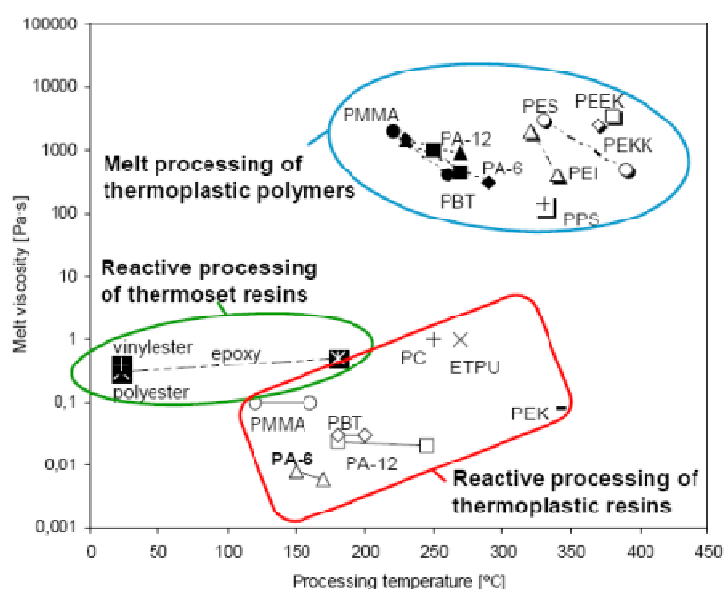 Melt viscosity [Pa·s]
100000
10000
1000
100
10
1
0,1
0,01
0,001
PMMA
PA-12
PA-6
PBT
PES
PEEK
PEKK
PEI
PPS
Melt processing of
thermoplastic polymers
Reactive processing
of thermoset resins
vinylester
epoxy
polyester
PC
ETPU
PEK
PMMA
PBT
PA-12
PA-6
Reactive processing of
thermoplastic resins
0 50 100 150 200 250 300 350 400 450
Processing temperature [°C]